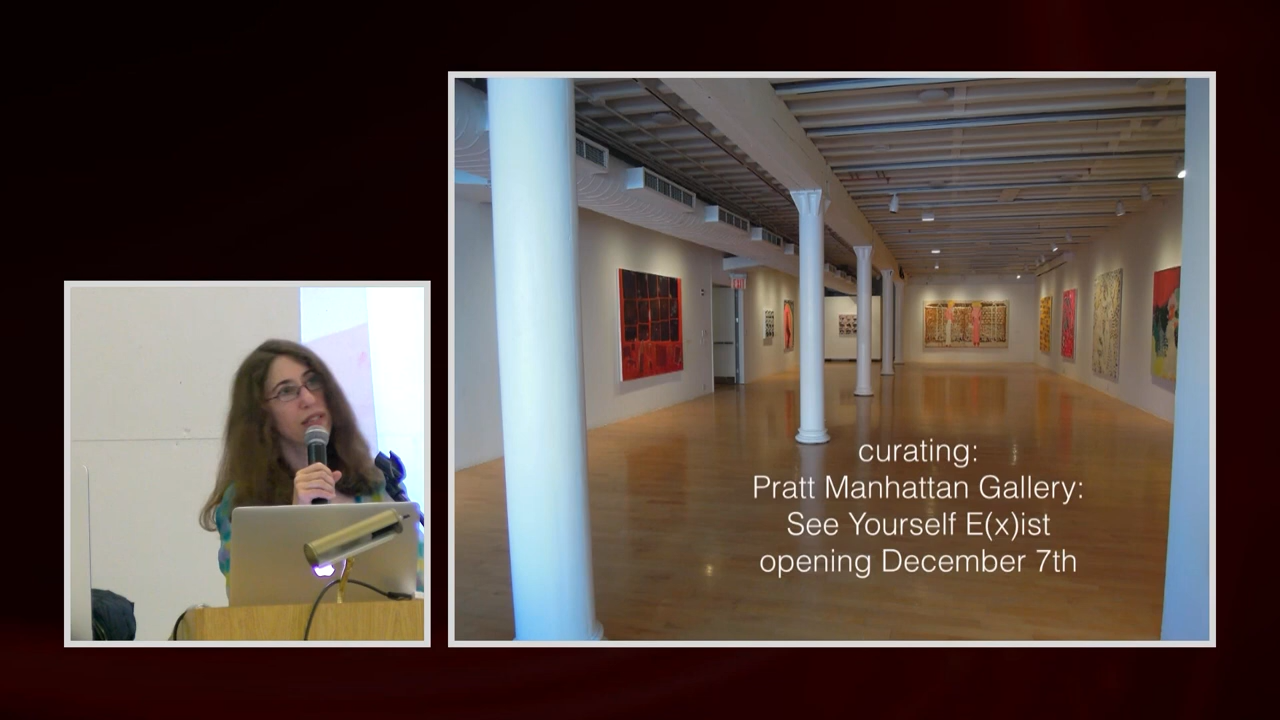 curating:
Pratt Manhattan Gallery:
See Yourself E(x)ist
opening December 7th